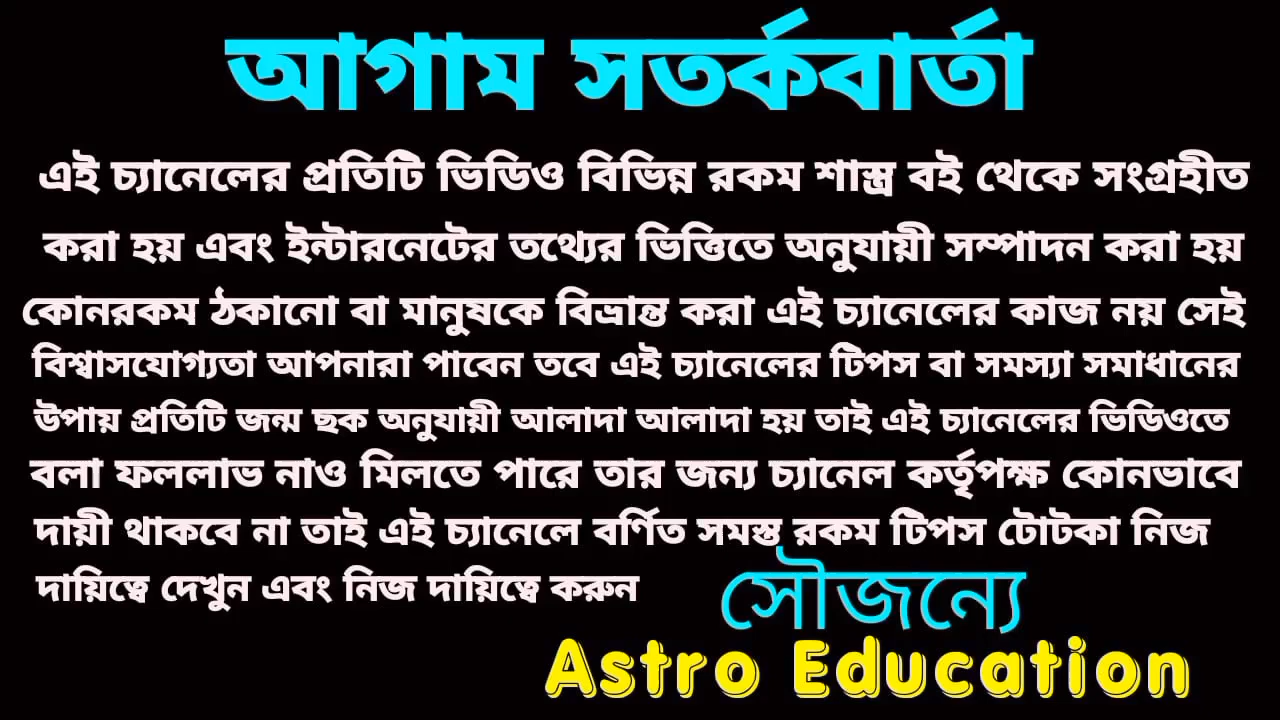 আগাম সতর্কবার্তা
এই চ্যানেলের প্রতিটি ভিডিও বিভিন্ন রকম শাস্ত্র বই থেকে সংগ্রহীত
করা হয় এবং ইন্টারনেটের তথ্যের ভিত্তিতে অনুযায়ী সম্পাদন করা হয়
কোনরকম ঠকানো বা মানুষকে বিভ্রান্ত করা এই চ্যানেলের কাজ নয় সেই
বিশ্বাসযোগ্যতা আপনারা পাবেন তবে এই চ্যানেলের টিপস বা সমস্যা সমাধানের
উপায় প্রতিটি জন্ম ছক অনুযায়ী আলাদা আলাদা হয় তাই এই চ্যানেলের ভিডিওতে
বলা ফললাভ নাও মিলতে পারে তার জন্য চ্যানেল কর্তৃপক্ষ কোনভাবে
দায়ী থাকবে না তাই এই চ্যানেলে বর্ণিত সমস্ত রকম টিপস টোটকা নিজ
দায়িত্বে দেখুন এবং নিজ দায়িত্বে করুন
সৌজন্যে
Astro Education